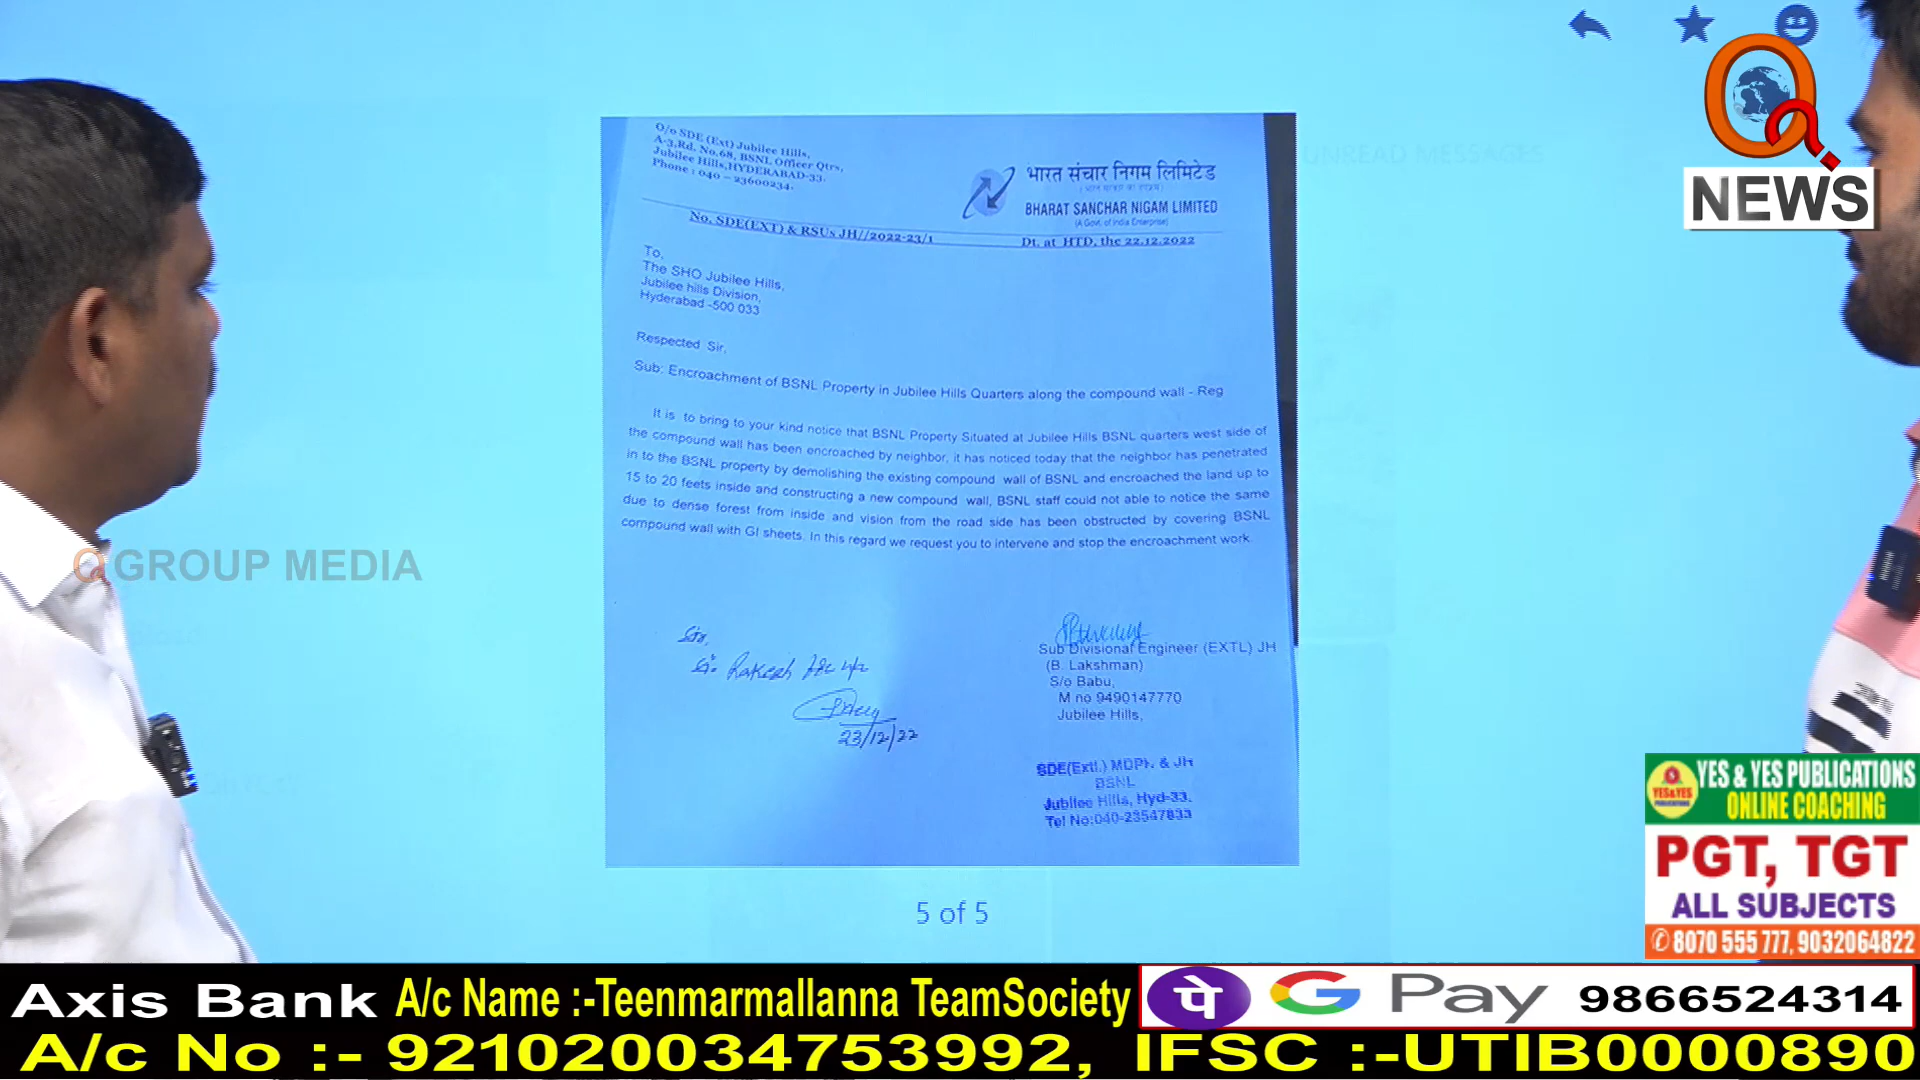 O/o SDE (Ext) Jubilee Hills,
A-3,Rd. No.68, BSNL Officer Qtrs,
Jubilee Hills,HYDERABAD-33.
Phone : 040 – 23600234.
भारत संचार निगम लिमिटेड
BHARAT SANCHAR NIGAM LIMITED
(A Govt. of India Enterprise)
No. SDE(EXT) & RSUs JH//2022-23/1
Dt. at HTD, the 22.12.2022
To,
The SHO Jubilee Hills,
Jubilee hills Division,
Hyderabad -500 033
Respected Sir,
Sub: Encroachment of BSNL Property in Jubilee Hills Quarters along the compound wall - Reg
It is to bring to your kind notice that BSNL Property Situated at Jubilee Hills BSNL quarters west side of
the compound wall has been encroached by neighbor, it has noticed today that the neighbor has penetrated
in to the BSNL property by demolishing the existing compound wall of BSNL and encroached the land up to
15 to 20 feets inside and constructing a new compound wall, BSNL staff could not able to notice the same
due to dense forest from inside and vision from the road side has been obstructed by covering BSNL
compound wall with GI sheets. In this regard we request you to intervene and stop the encroachment work.
Sir,
Rakesh
23/12/22
Sub Divisional Engineer (EXTL) JH
(B. Lakshman)
S/o Babu,
M no 9490147770
Jubilee Hills,
SDE(Extl.) MDPr. & JH
BSNL
Jubilee Hills, Hyd-33.
Tel No:040-23547833
5 of 5
UNREAD MESSAGES
Q NEWS
Q GROUP MEDIA
YES & YES PUBLICATIONS
ONLINE COACHING
PGT, TGT
ALL SUBJECTS
8070 555 777, 9032064822
Axis Bank A/c Name :-Teenmarmallanna TeamSociety
पे G Pay 9866524314
A/c No :- 921020034753992, IFSC :-UTIB0000890